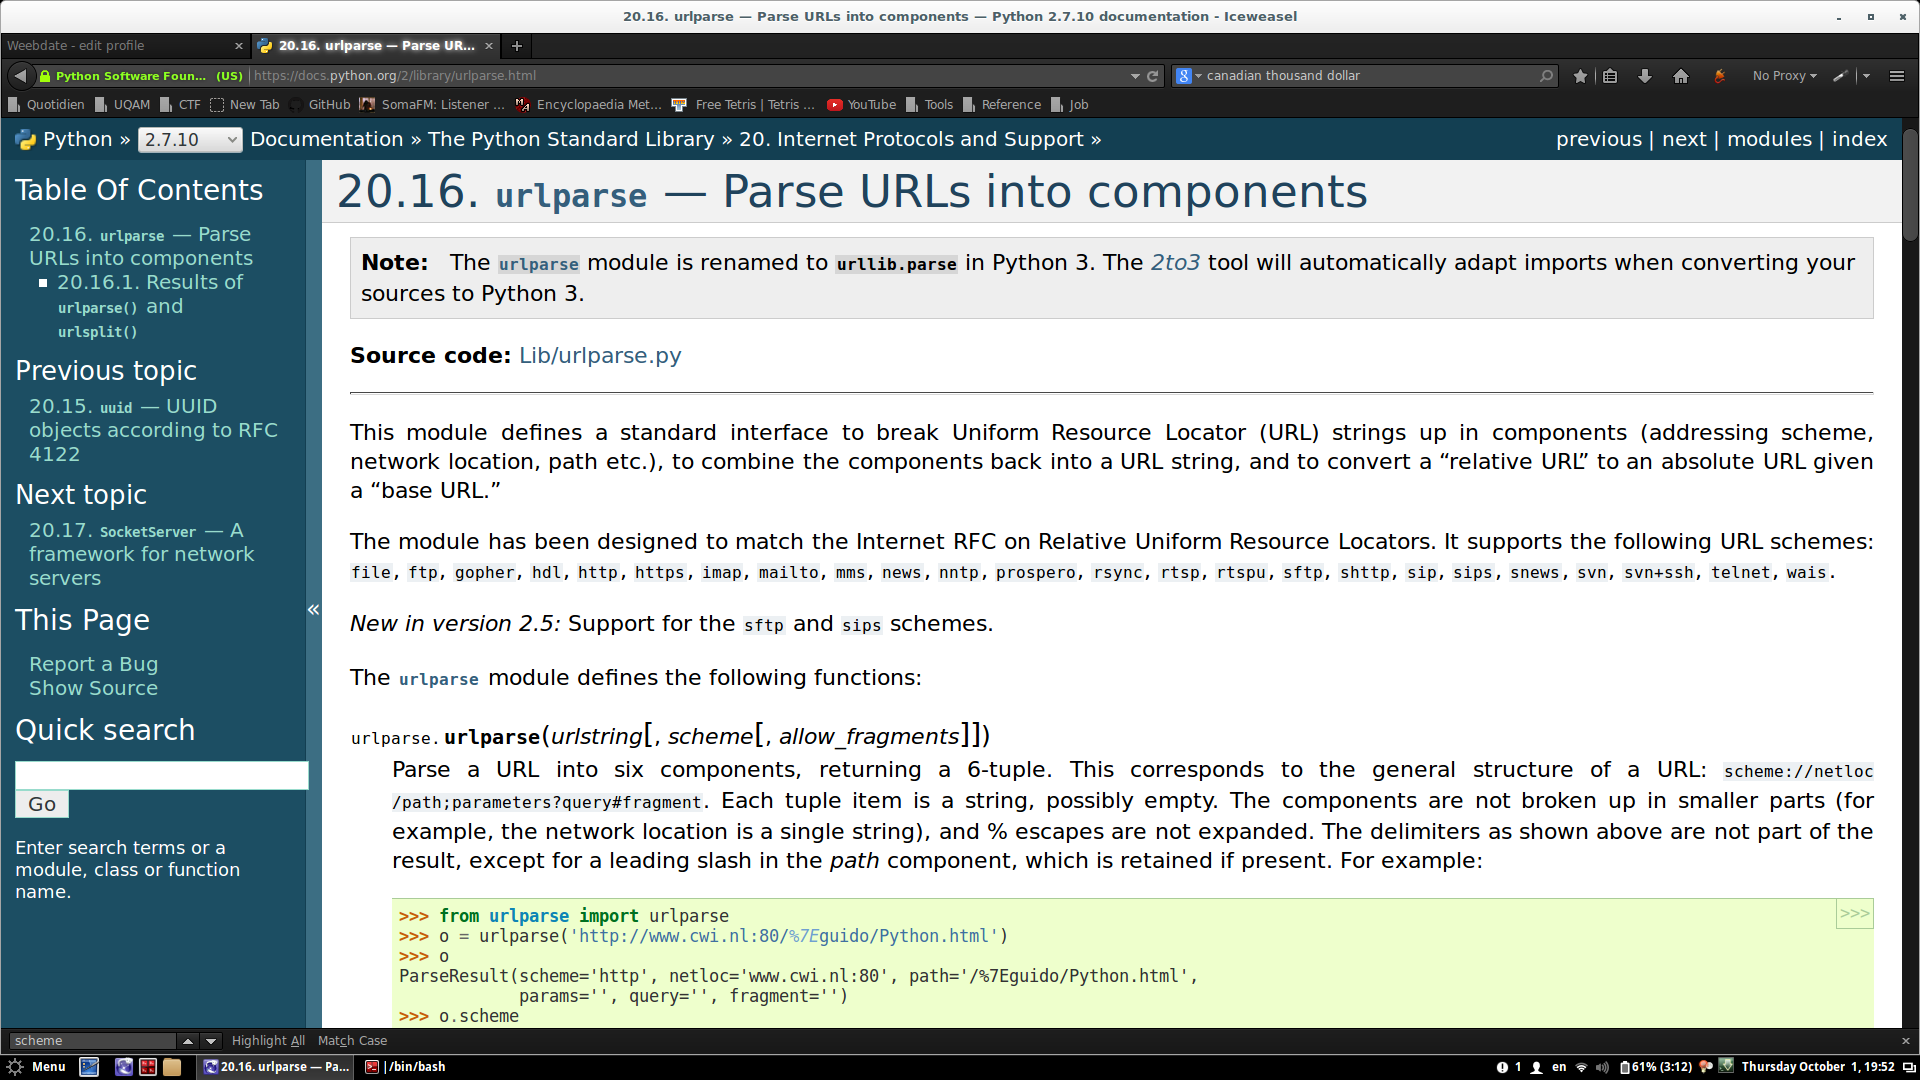 20.16. urlparse — Parse URLs into components — Python 2.7.10 documentation - Iceweasel
Weebdate - edit profile
20.16. urlparse — Parse UR...
Python Software Foun... (US)
https://docs.python.org/2/library/urlparse.html
canadian thousand dollar
No Proxy
Quotidien UQAM CTF New Tab GitHub SomaFM: Listener ... Encyclopaedia Met... Free Tetris | Tetris ... YouTube Tools Reference Job
Python » 2.7.10 Documentation » The Python Standard Library » 20. Internet Protocols and Support »
previous | next | modules | index
Table Of Contents
20.16. urlparse — Parse
URLs into components
20.16.1. Results of
urlparse() and
urlsplit()
Previous topic
20.15. uuid — UUID
objects according to RFC
4122
Next topic
20.17. SocketServer — A
framework for network
servers
This Page
Report a Bug
Show Source
Quick search
Go
Enter search terms or a
module, class or function
name.
«
20.16. urlparse — Parse URLs into components
Note: The urlparse module is renamed to urllib.parse in Python 3. The 2to3 tool will automatically adapt imports when converting your
sources to Python 3.
Source code: Lib/urlparse.py
This module defines a standard interface to break Uniform Resource Locator (URL) strings up in components (addressing scheme,
network location, path etc.), to combine the components back into a URL string, and to convert a “relative URL” to an absolute URL given
a “base URL.”
The module has been designed to match the Internet RFC on Relative Uniform Resource Locators. It supports the following URL schemes:
file, ftp, gopher, hdl, http, https, imap, mailto, mms, news, nntp, prospero, rsync, rtsp, rtspu, sftp, shttp, sip, sips, snews, svn, svn+ssh, telnet, wais.
New in version 2.5: Support for the sftp and sips schemes.
The urlparse module defines the following functions:
urlparse.urlparse(urlstring[, scheme[, allow_fragments]])
Parse a URL into six components, returning a 6-tuple. This corresponds to the general structure of a URL: scheme://netloc
/path;parameters?query#fragment. Each tuple item is a string, possibly empty. The components are not broken up in smaller parts (for
example, the network location is a single string), and % escapes are not expanded. The delimiters as shown above are not part of the
result, except for a leading slash in the path component, which is retained if present. For example:
>>>
>>> from urlparse import urlparse
>>> o = urlparse('http://www.cwi.nl:80/%7Eguido/Python.html')
>>> o
ParseResult(scheme='http', netloc='www.cwi.nl:80', path='/%7Eguido/Python.html',
params='', query='', fragment='')
>>> o.scheme
scheme
Highlight All
Match Case
Menu
20.16. urlparse — Pa...
/bin/bash
1 en 61% (3:12) Thursday October 1, 19:52